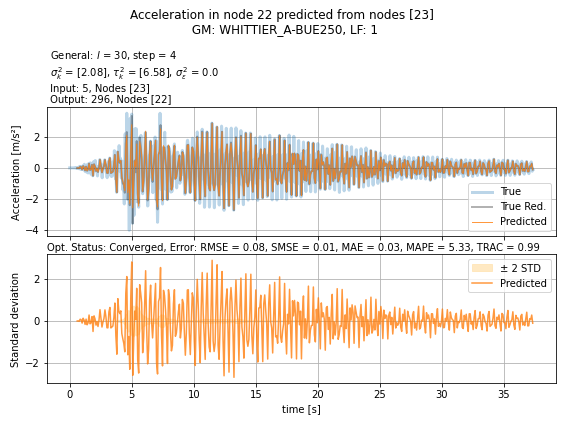 Acceleration in node 22 predicted from nodes [23]
GM: WHITTIER_A-BUE250, LF: 1
General: l = 30, step = 4
σ²ₖ = [2.08], τ²ₖ = [6.58], σ²ε = 0.0
Input: 5, Nodes [23]
Output: 296, Nodes [22]
Acceleration [m/s²]
2
0
−2
−4
True
True Red.
Predicted
Opt. Status: Converged, Error: RMSE = 0.08, SMSE = 0.01, MAE = 0.03, MAPE = 5.33, TRAC = 0.99
Standard deviation
2
0
−2
± 2 STD
Predicted
0 5 10 15 20 25 30 35
time [s]